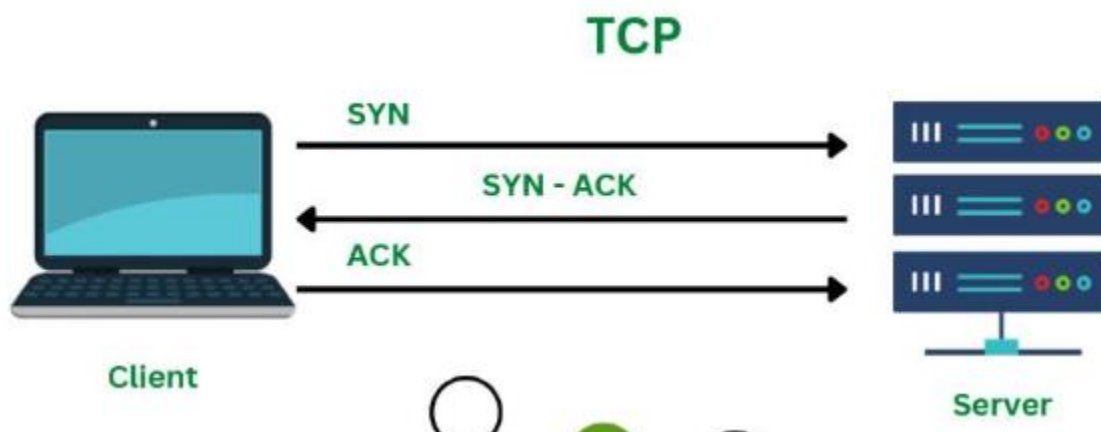 TCP
SYN
SYN - ACK
ACK
Client
Server